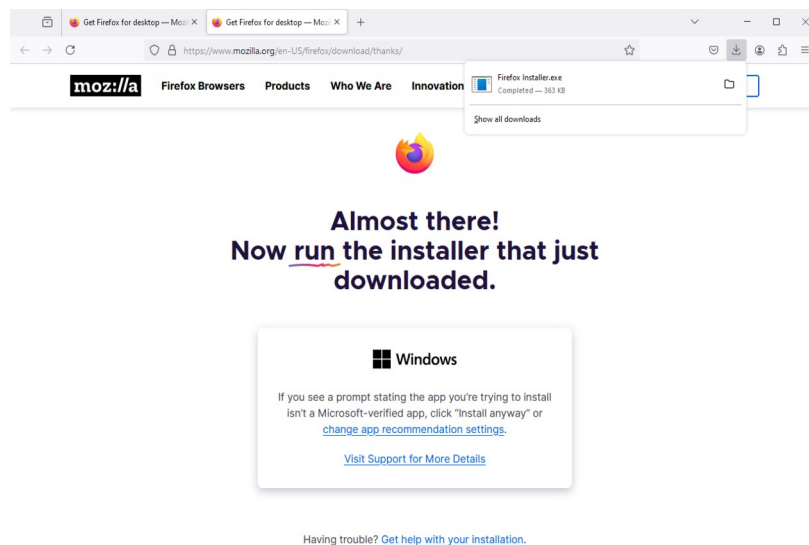 Get Firefox for desktop — Mozi
Get Firefox for desktop — Mozi
https://www.mozilla.org/en-US/firefox/download/thanks/
moz://a
Firefox Browsers
Products
Who We Are
Innovation
Firefox Installer.exe
Completed — 363 KB
Show all downloads
Almost there!
Now run the installer that just
downloaded.
Windows
If you see a prompt stating the app you're trying to install
isn't a Microsoft-verified app, click “Install anyway” or
change app recommendation settings.
Visit Support for More Details
Having trouble? Get help with your installation.